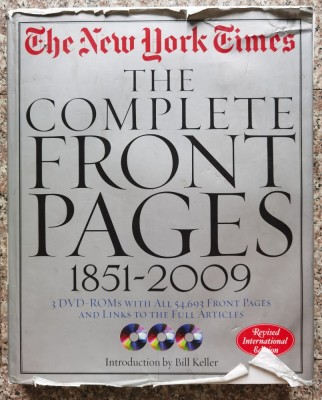 The New York Times
THE
COMPLETE
FRONT
PAGES
1851-2009
3 DVD-ROMS WITH ALL 54,693 FRONT PAGES
AND LINKS TO THE FULL ARTICLES
Revised
International
Edition
Introduction by Bill Keller